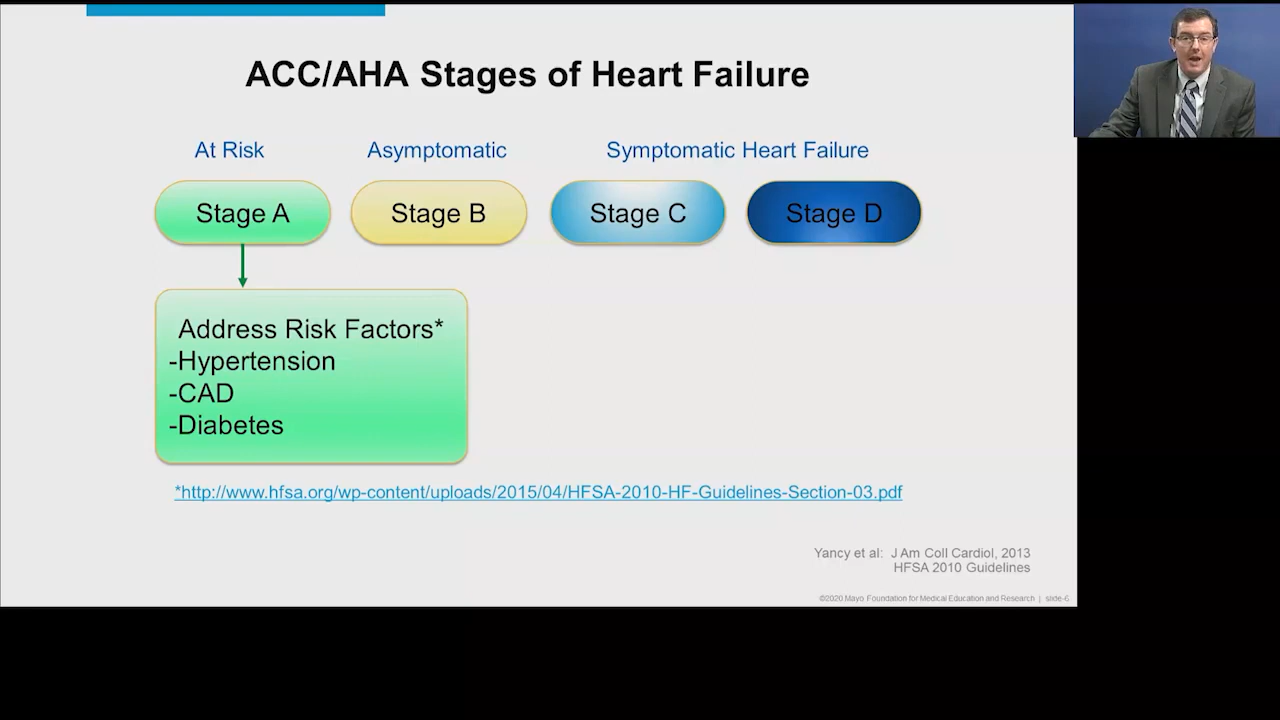 ACC/AHA Stages of Heart Failure
At Risk
Asymptomatic
Symptomatic Heart Failure
Stage A
Stage B
Stage C
Stage D
Address Risk Factors*
-Hypertension
-CAD
-Diabetes
*http://www.hfsa.org/wp-content/uploads/2015/04/HFSA-2010-HF-Guidelines-Section-03.pdf
Yancy et al: J Am Coll Cardiol, 2013
HFSA 2010 Guidelines
©2020 Mayo Foundation for Medical Education and Research | slide-6